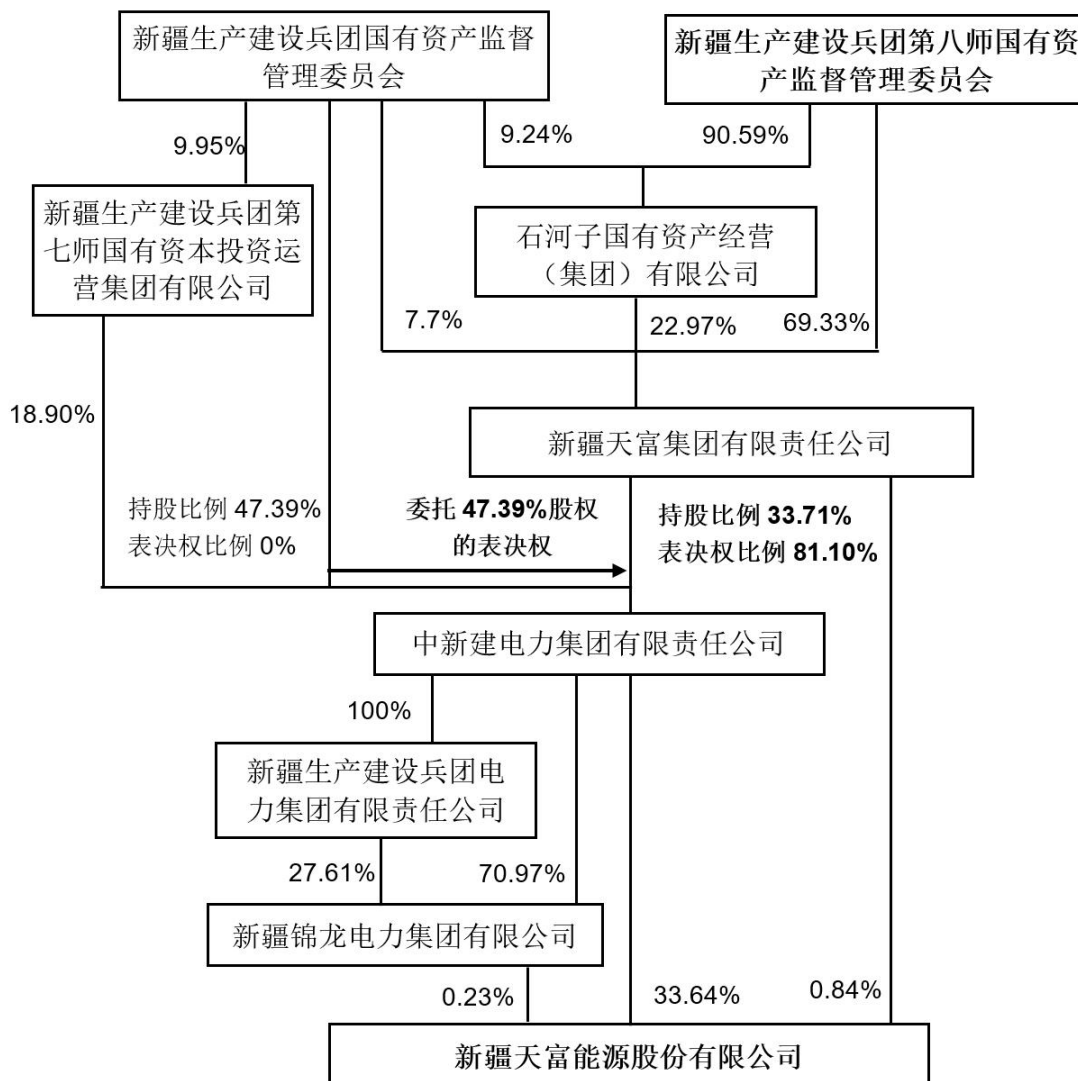 新疆生产建设兵团国有资产监督
管理委员会
新疆生产建设兵团第八师国有资
产监督管理委员会
9.95%
9.24%
90.59%
新疆生产建设兵团第
七师国有资本投资运
营集团有限公司
石河子国有资产经营
（集团）有限公司
7.7%
22.97%
69.33%
18.90%
新疆天富集团有限责任公司
持股比例 47.39%
表决权比例 0%
委托 47.39%股权
的表决权
持股比例 33.71%
表决权比例 81.10%
中新建电力集团有限责任公司
100%
新疆生产建设兵团电
力集团有限责任公司
27.61%
70.97%
新疆锦龙电力集团有限公司
0.23%
33.64%
0.84%
新疆天富能源股份有限公司